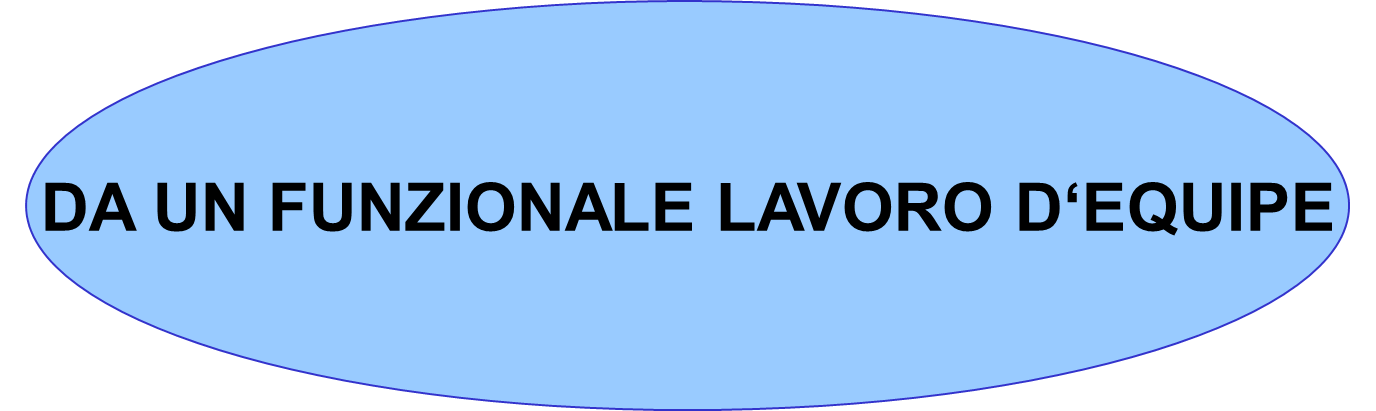 DA UN FUNZIONALE LAVORO D‘EQUIPE